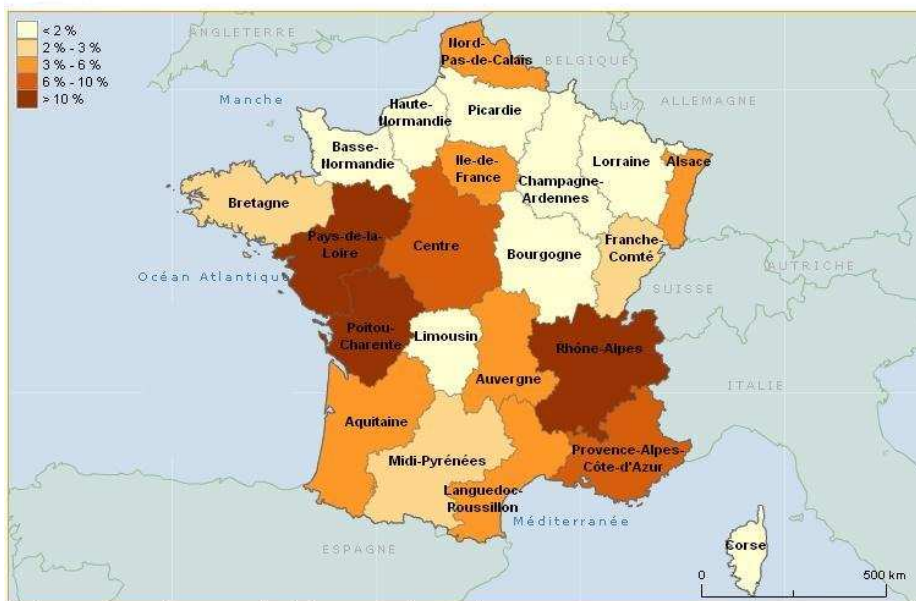 < 2 %
2 % - 3 %
3 % - 6 %
6 % - 10 %
> 10 %
ANGLETERRE
Nord-
Pas-de-Calais
BELGIQUE
Manche
LUX
ALLEMAGNE
Haute-
Normandie
Picardie
Basse-
Normandie
Ile-de-
France
Lorraine
Alsace
Champagne-
Ardennes
Bretagne
Pays-de-la-
Loire
Centre
Bourgogne
Franche-
Comté
Océan Atlantique
SUISSE
AUTRICHE
Poitou-
Charente
Limousin
Auvergne
Rhône-Alpes
ITALIE
Aquitaine
Midi-Pyrénées
Provence-Alpes-
Côte-d'Azur
Languedoc-
Roussillon
Méditerranée
ESPAGNE
Corse
0
500 km